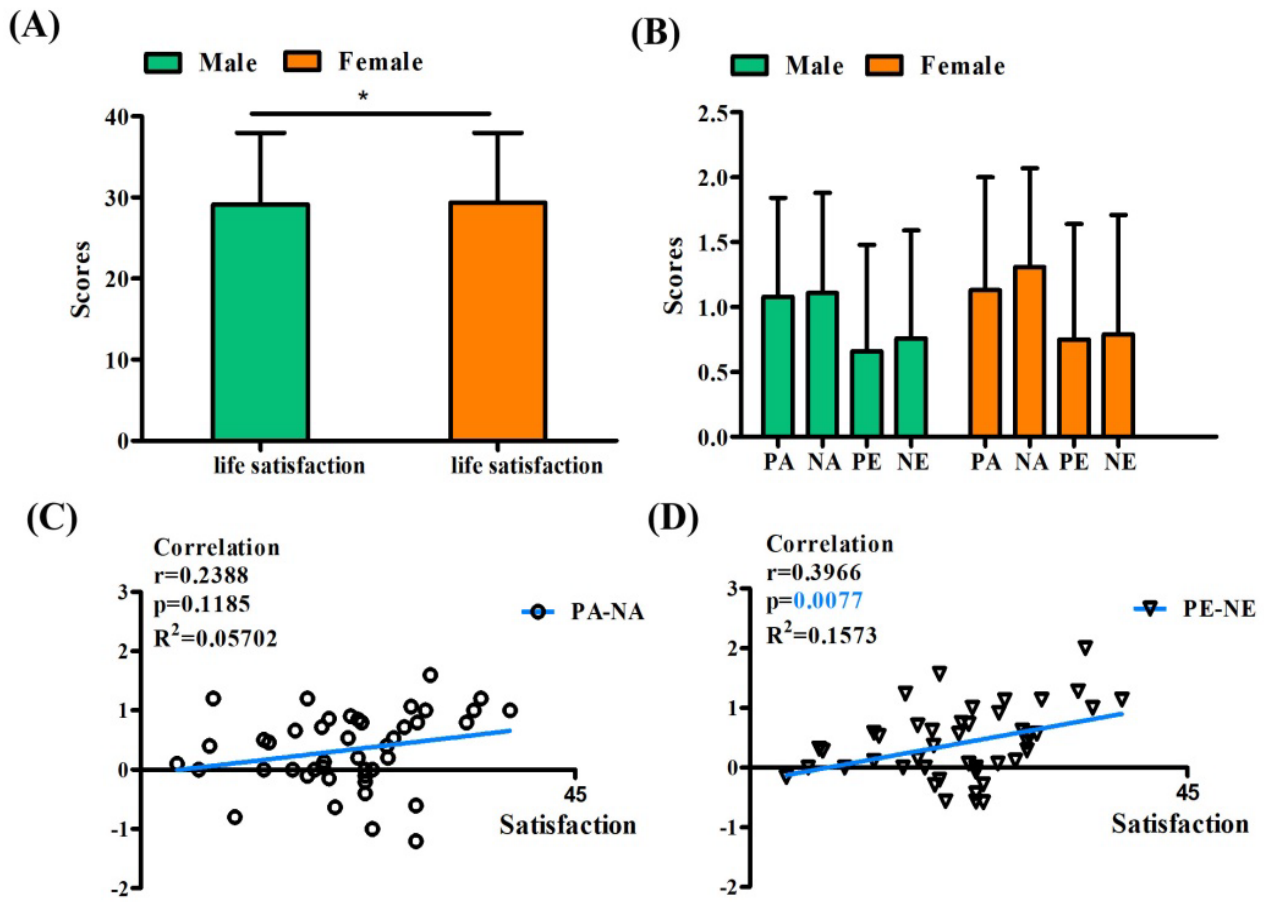 (A)
Male Female
*
40
30
20
10
0
Scores
life satisfaction life satisfaction
(B)
Male Female
2.5
2.0
1.5
1.0
0.5
0.0
Scores
PA NA PE NE PA NA PE NE
(C)
Correlation
r=0.2388
p=0.1185
R²=0.05702
PA-NA
3
2
1
0
-1
-2
45
Satisfaction
(D)
Correlation
r=0.3966
p=0.0077
R²=0.1573
PE-NE
3
2
1
0
-1
-2
45
Satisfaction